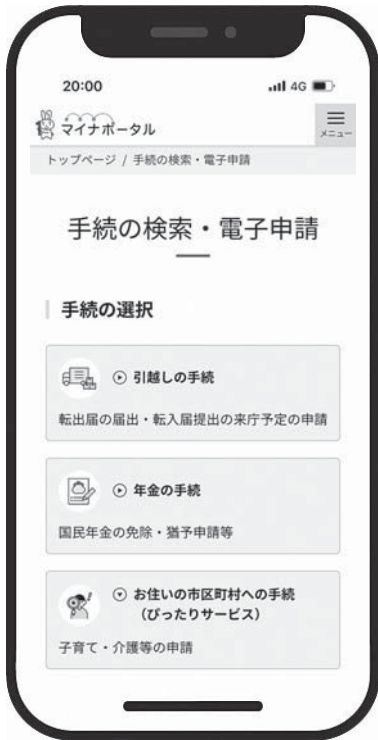 20:00
4G
マイナポータル
メニュー
トップページ / 手続の検索・電子申請
手続の検索・電子申請
手続の選択
引越しの手続
転出届の届出・転入届提出の来庁予定の申請
年金の手続
国民年金の免除・猶予申請等
お住いの市区町村への手続
(ぴったりサービス)
子育て・介護等の申請